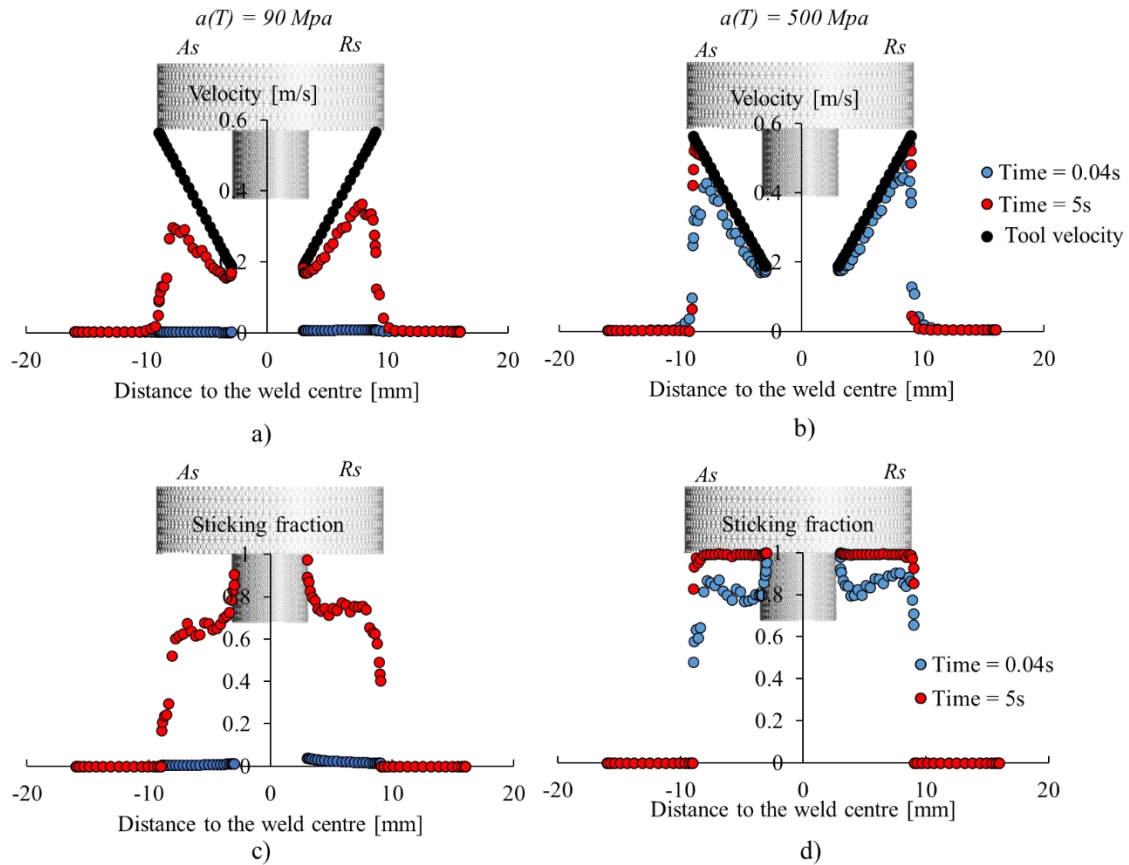 a(T) = 90 Mpa
a(T) = 500 Mpa
As
Rs
As
Rs
Velocity [m/s]
0.6
0.4
0.2
0
-20
-10
0
10
20
Distance to the weld centre [mm]
a)
Velocity [m/s]
0.6
0.4
0.2
0
-20
-10
0
10
20
Distance to the weld centre [mm]
b)
Time = 0.04s
Time = 5s
Tool velocity
As
Rs
As
Rs
Sticking fraction
1
0.8
0.6
0.4
0.2
0
-20
-10
0
10
20
Distance to the weld centre [mm]
c)
Sticking fraction
1
0.8
0.6
0.4
0.2
0
-20
-10
0
10
20
Distance to the weld centre [mm]
d)
Time = 0.04s
Time = 5s